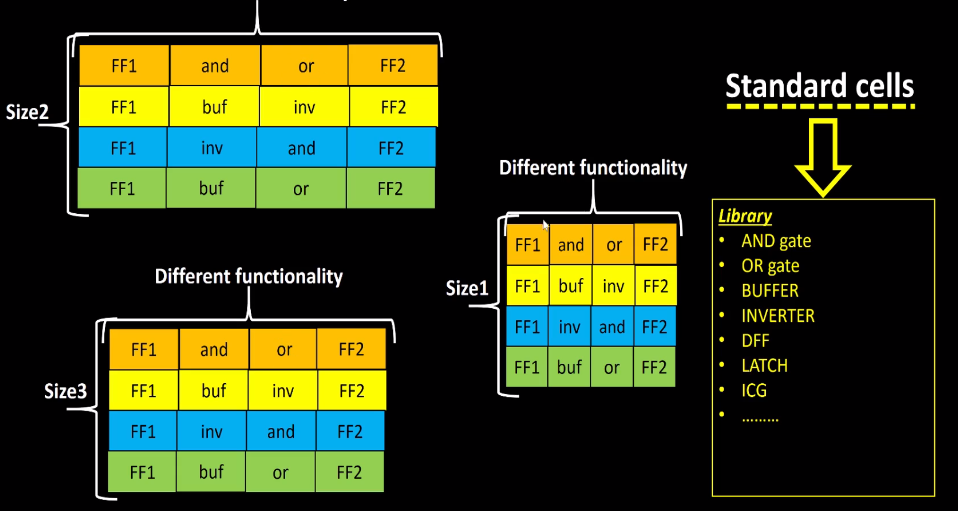 Size2
FF1 and or FF2
FF1 buf inv FF2
FF1 inv and FF2
FF1 buf or FF2
Different functionality
Size3
FF1 and or FF2
FF1 buf inv FF2
FF1 inv and FF2
FF1 buf or FF2
Different functionality
Size1
FF1 and or FF2
FF1 buf inv FF2
FF1 inv and FF2
FF1 buf or FF2
Standard cells
Library
• AND gate
• OR gate
• BUFFER
• INVERTER
• DFF
• LATCH
• ICG
• .........